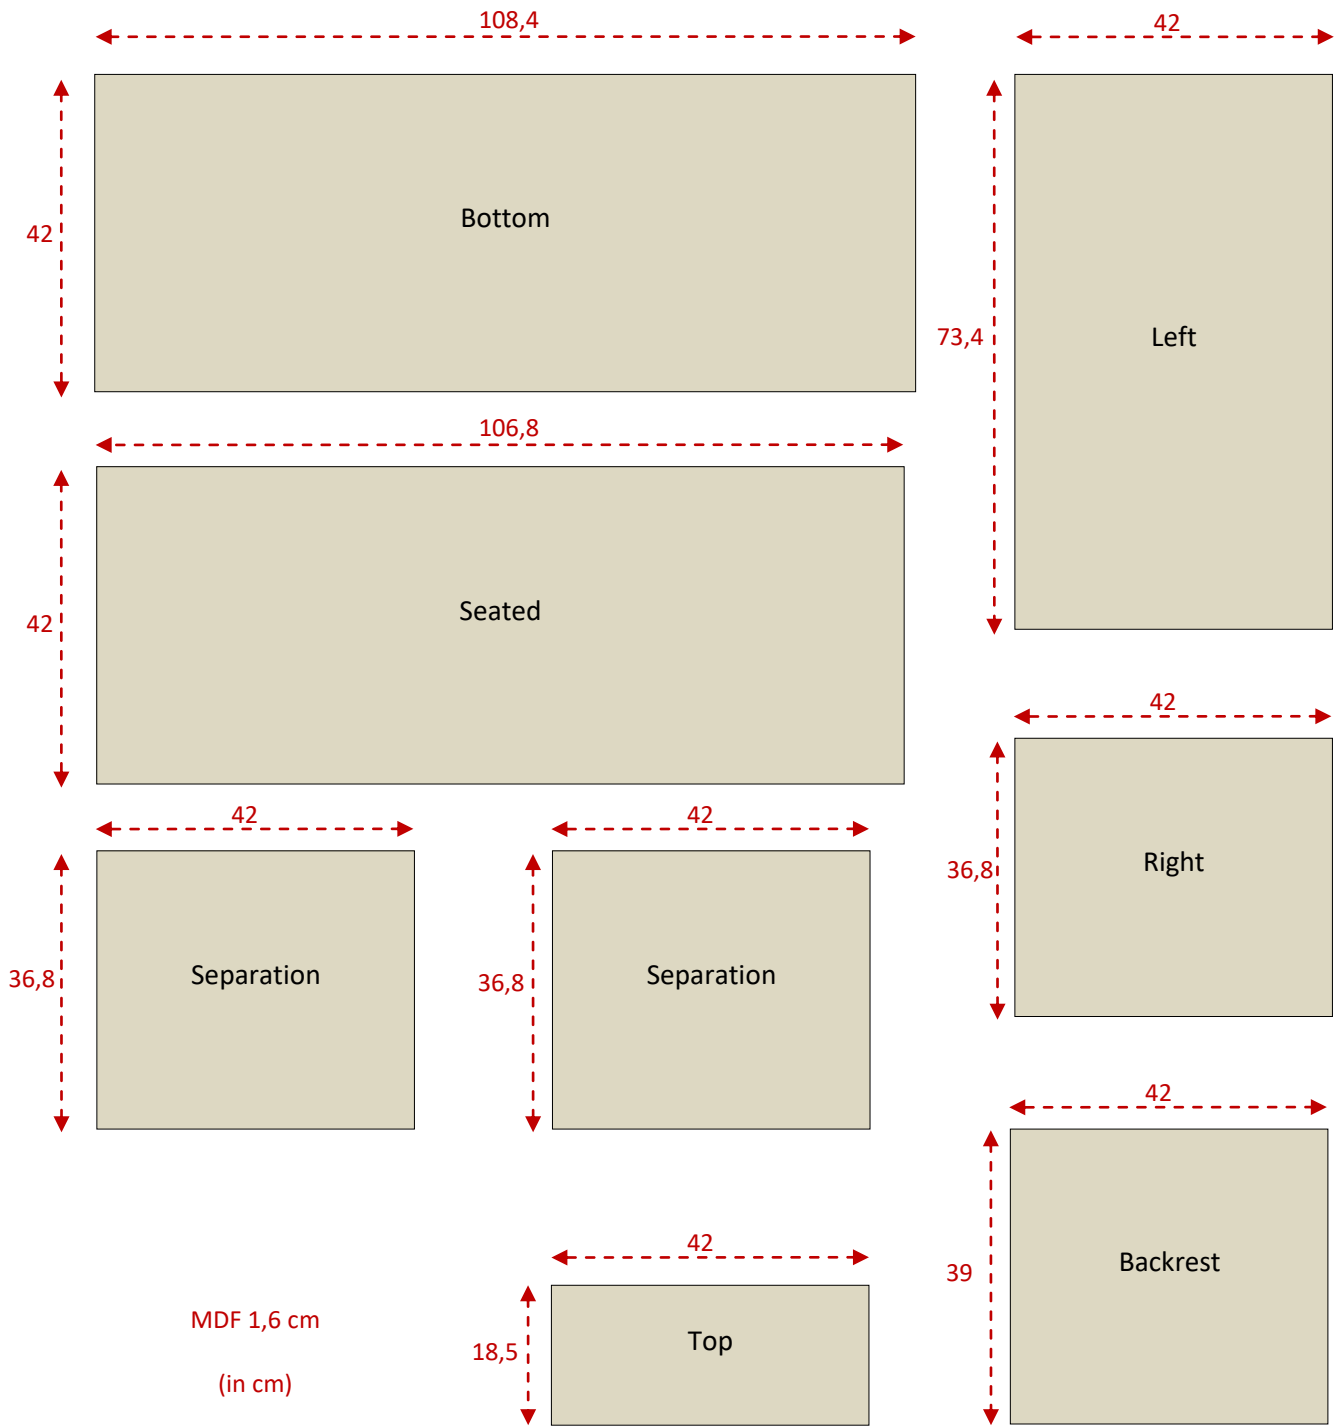 108,4
42
42
Bottom
73,4
Left
106,8
42
Seated
42
36,8
Right
42
42
36,8
Separation
36,8
Separation
42
39
Backrest
42
18,5
Top
MDF 1,6 cm
(in cm)